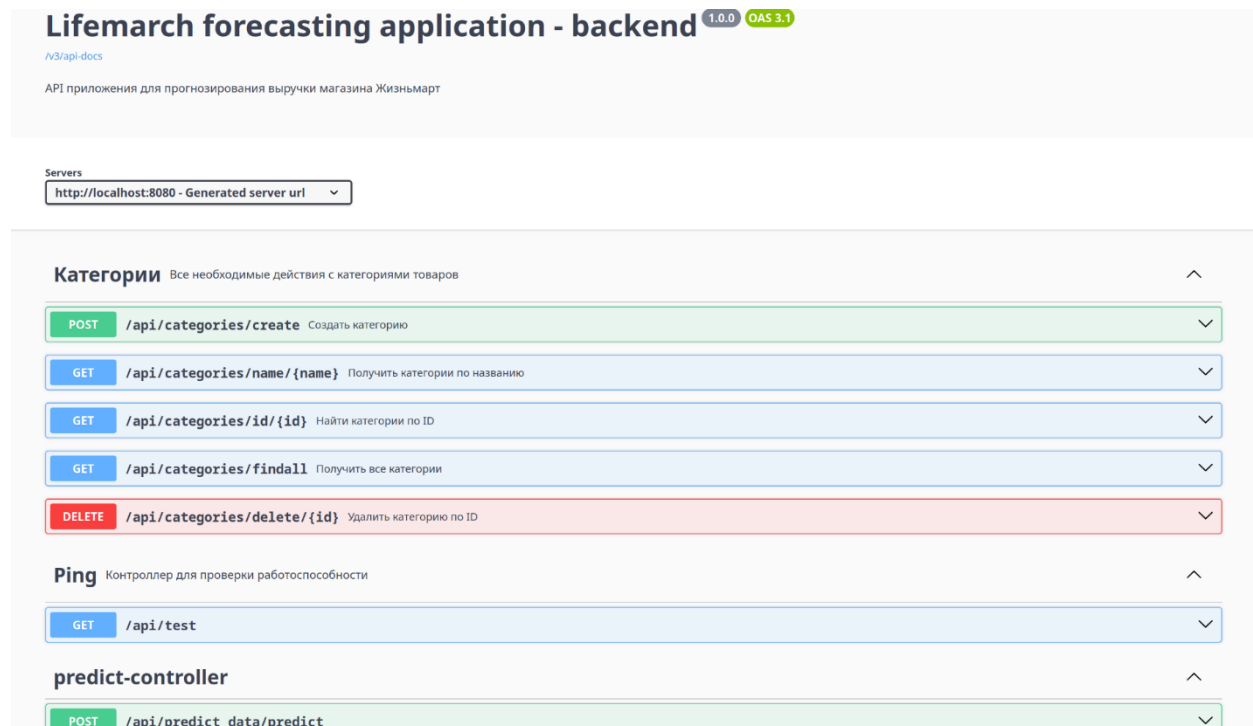 Lifemarch forecasting application - backend 1.0.0 OAS 3.1
/v3/api-docs
API приложения для прогнозирования выручки магазина Жизньмарт
Servers
http://localhost:8080 - Generated server url
Категории Все необходимые действия с категориями товаров
POST /api/categories/create Создать категорию
GET /api/categories/name/{name} Получить категории по названию
GET /api/categories/id/{id} Найти категории по ID
GET /api/categories/findall Получить все категории
DELETE /api/categories/delete/{id} Удалить категорию по ID
Ping Контроллер для проверки работоспособности
GET /api/test
predict-controller
POST /api/predict_data/predict